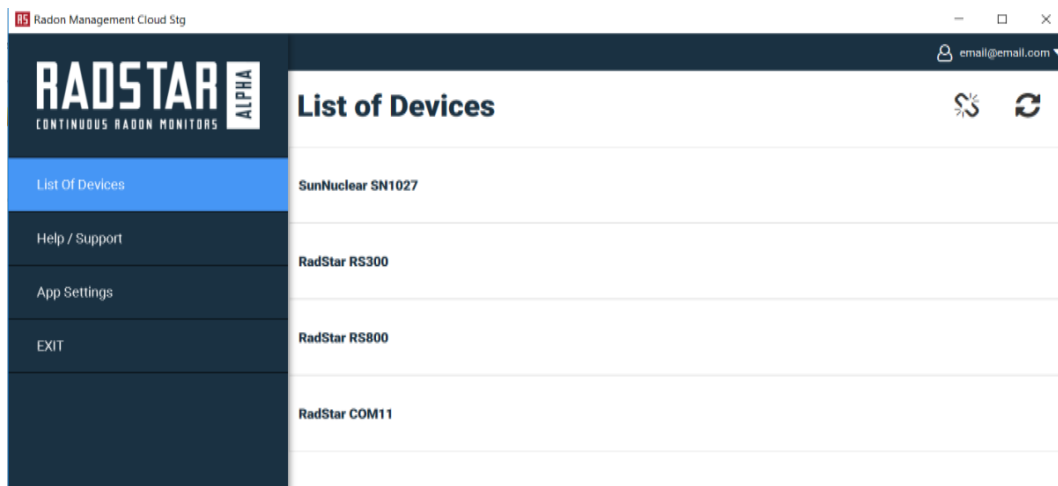 RS Radon Management Cloud Stg
email@email.com
RADSTAR ALPHA
CONTINUOUS RADON MONITORS
List of Devices
List Of Devices
Help / Support
App Settings
EXIT
SunNuclear SN1027
RadStar RS300
RadStar RS800
RadStar COM11